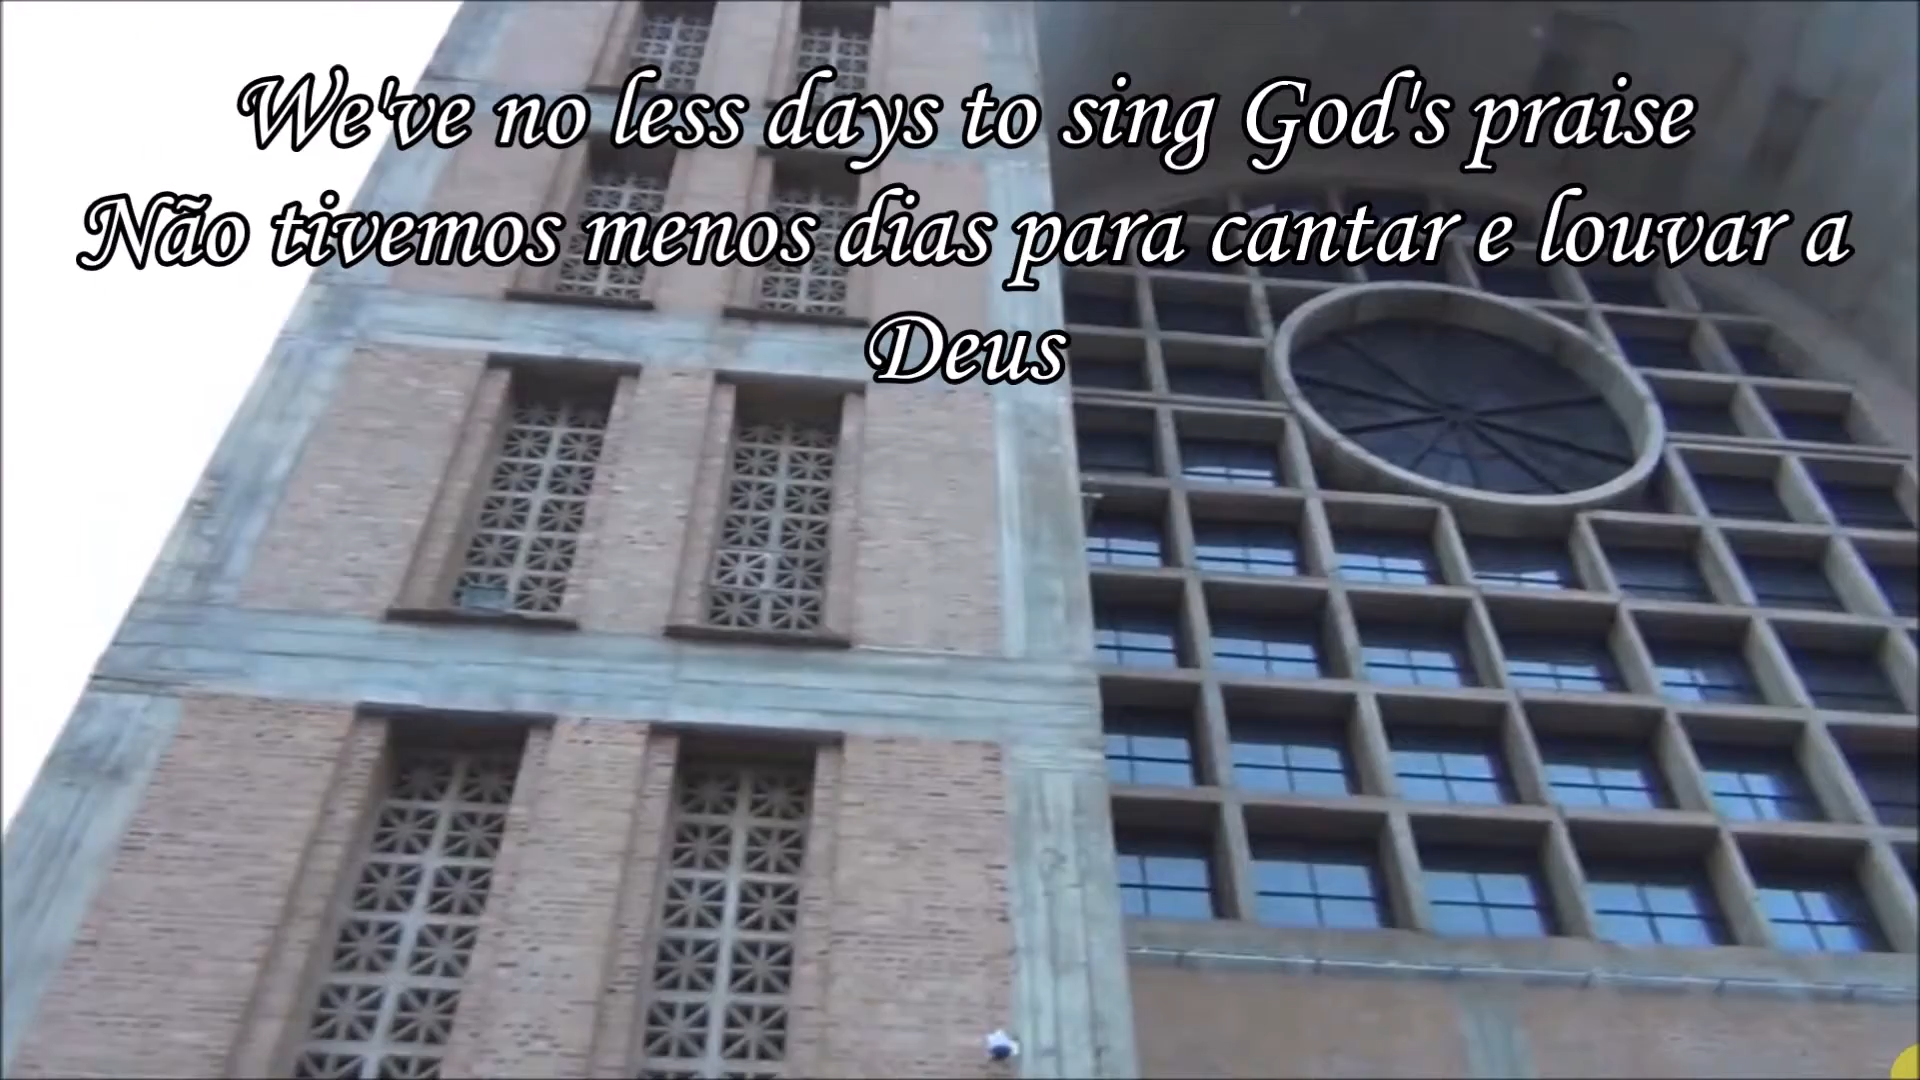 We've no less days to sing God's praise
Não tivemos menos dias para cantar e louvar a
Deus